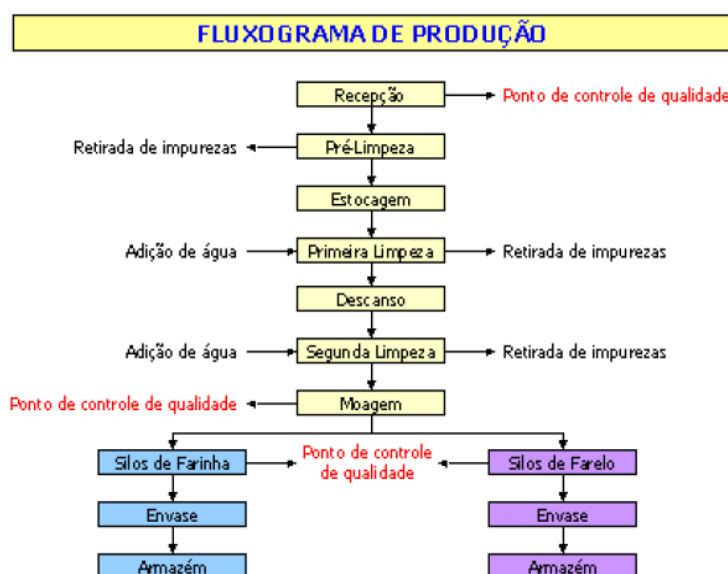 FLUXOGRAMA DE PRODUÇÃO
Recepção
Ponto de controle de qualidade
Retirada de impurezas
Pré-Limpeza
Estocagem
Adição de água
Primeira Limpeza
Retirada de impurezas
Descanso
Adição de água
Segunda Limpeza
Retirada de impurezas
Ponto de controle de qualidade
Moagem
Silos de Farinha
Ponto de controle
de qualidade
Silos de Farelo
Envase
Envase
Armazém
Armazém